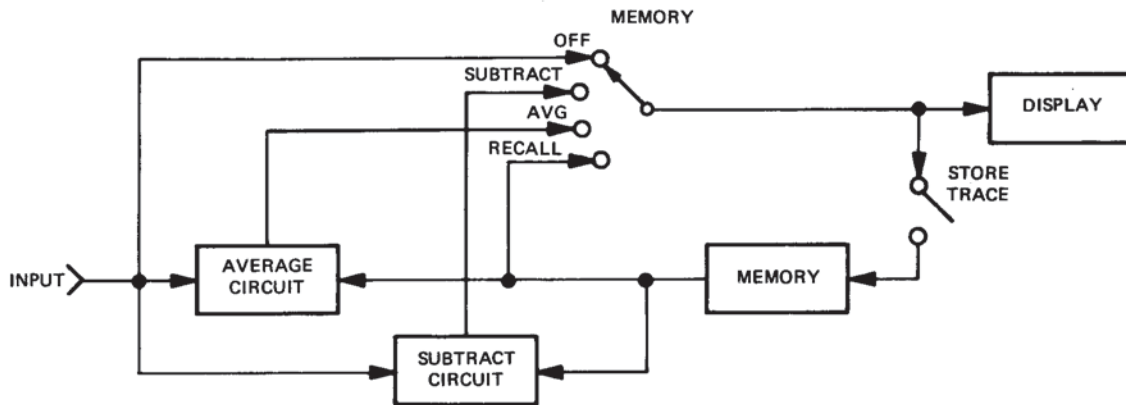 MEMORY
OFF
SUBTRACT
AVG
RECALL
DISPLAY
STORE
TRACE
INPUT
AVERAGE
CIRCUIT
MEMORY
SUBTRACT
CIRCUIT